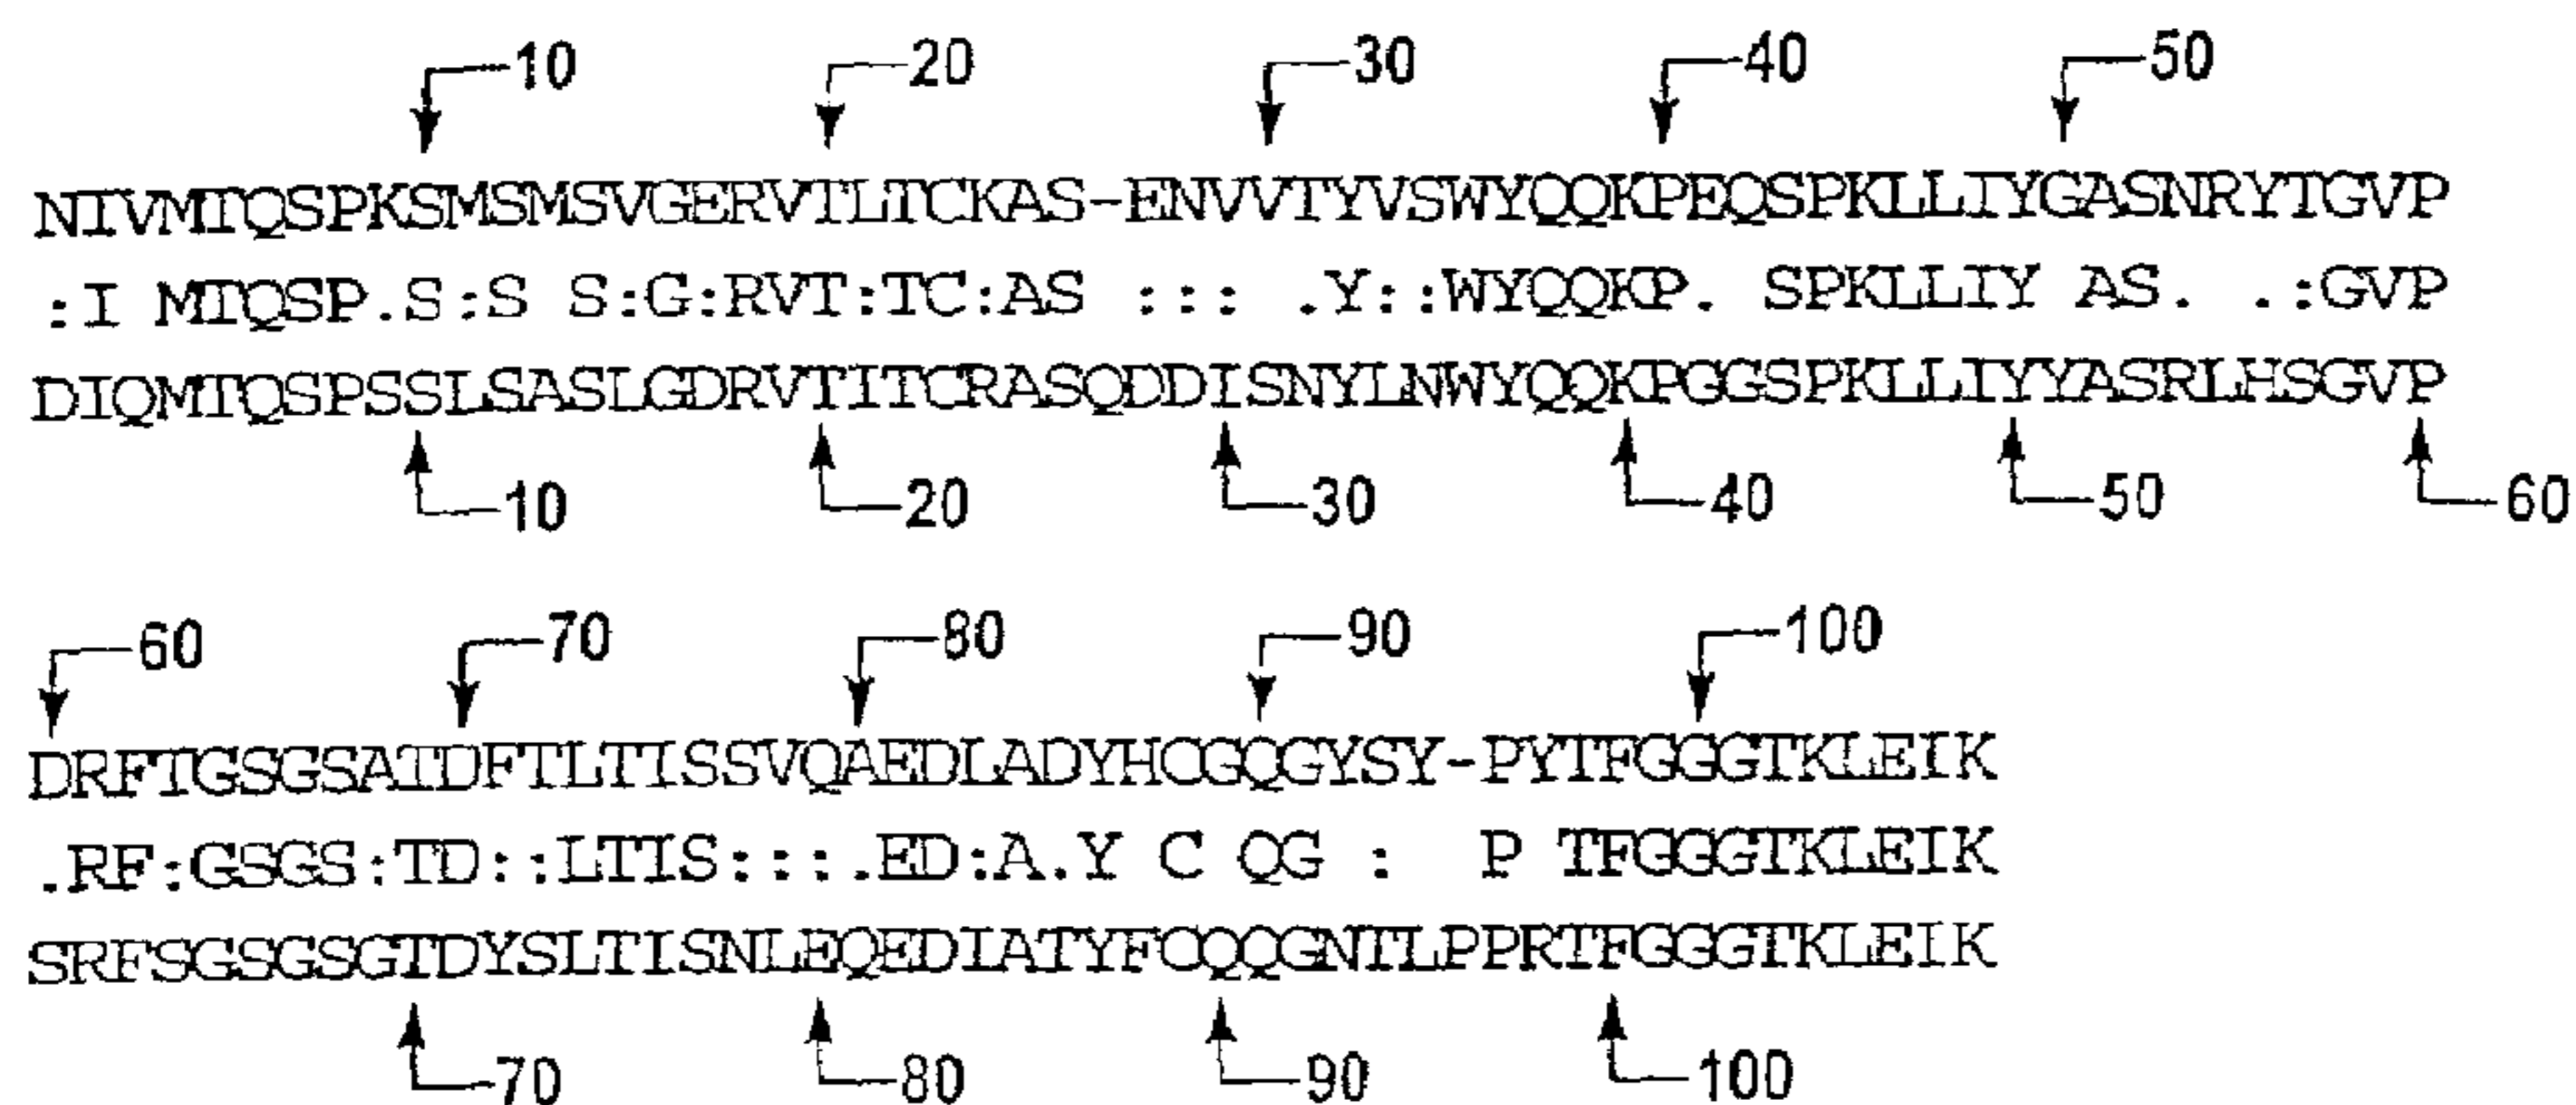 10 20 30 40 50
NIVMTQSPKSMSMSVGERVTLTCKAS-ENVVTYVSWYQQKPEQSPKLLIYGASNRYTGVP
:I MTQSP.S:S S:G:RVT:TC:AS ::: .Y::WYQQKP. SPKLLIY AS. .:GVP
DIQMTQSPSSLSASLGDRVTITCRASQDDISNYLNWYQQKPGGSPKLLIYYASRLHSGVP
10 20 30 40 50 60
60 70 80 90 100
DRFTGSGSATDFTLTISSVQAEDLADYHCGQGYSY-PYTFGGGTKLEIK
.RF:GSGS:TD::LTIS:::.ED:A.Y C QG : P TFGGGTKLEIK
SRFSGSGSGTDYSLTISNLEQEDIATYFCQQGNTLPPRTFGGGTKLEIK
70 80 90 100